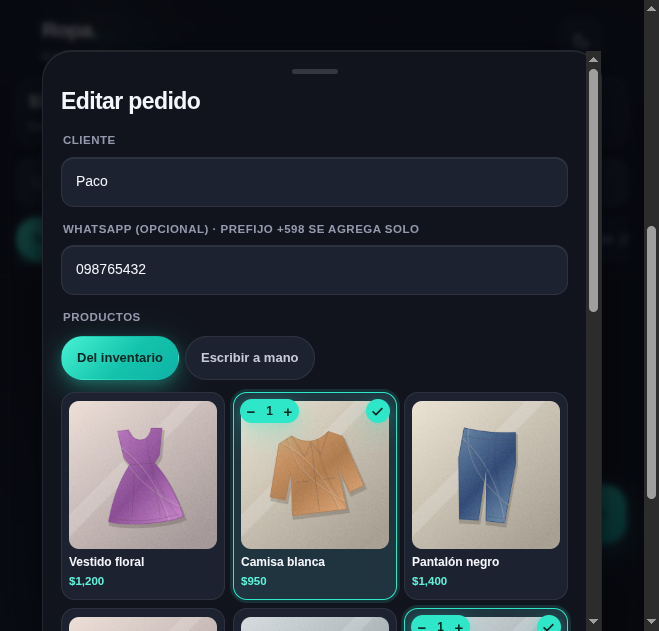 Ropa.
Editar pedido
CLIENTE
Paco
WHATSAPP (OPCIONAL) · PREFIJO +598 SE AGREGA SOLO
098765432
PRODUCTOS
Del inventario
Escribir a mano
− 1 +
Vestido floral
$1,200
Camisa blanca
$950
Pantalón negro
$1,400
− 1 +